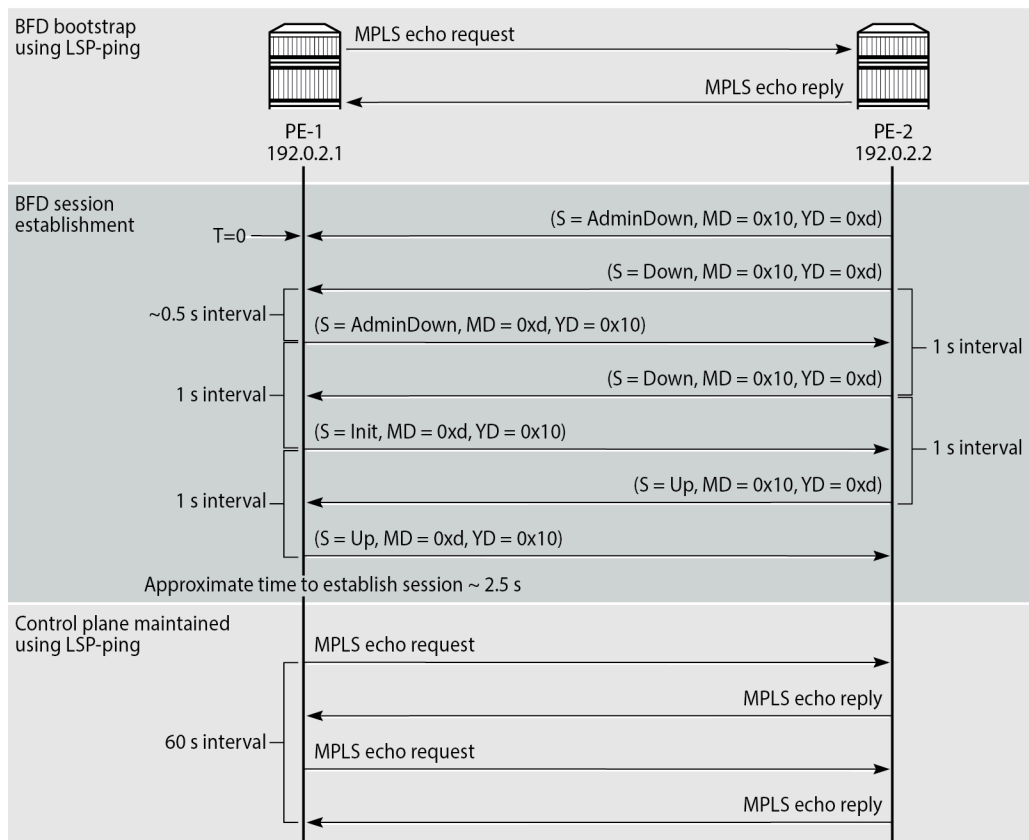 BFD bootstrap
using LSP-ping
MPLS echo request
MPLS echo reply
PE-1
192.0.2.1
PE-2
192.0.2.2
BFD session
establishment
(S = AdminDown, MD = 0x10, YD = 0xd)
T=0
(S = Down, MD = 0x10, YD = 0xd)
~0.5 s interval
(S = AdminDown, MD = 0xd, YD = 0x10)
1 s interval
(S = Down, MD = 0x10, YD = 0xd)
1 s interval
(S = Init, MD = 0xd, YD = 0x10)
1 s interval
(S = Up, MD = 0x10, YD = 0xd)
1 s interval
(S = Up, MD = 0xd, YD = 0x10)
Approximate time to establish session ~ 2.5 s
Control plane maintained
using LSP-ping
MPLS echo request
MPLS echo reply
60 s interval
MPLS echo request
MPLS echo reply